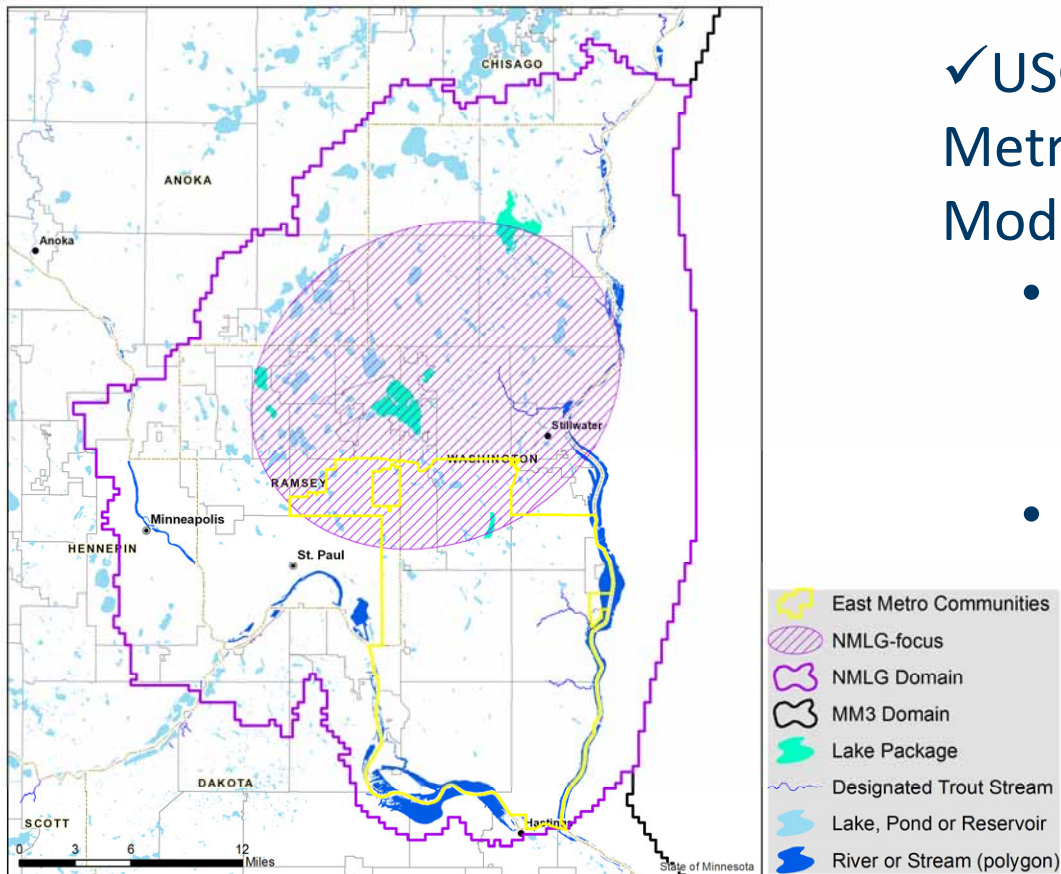 CHISAGO
ANOKA
Anoka
Stillwater
WASHINGTON
RAMSEY
Minneapolis
HENNEPIN
St. Paul
DAKOTA
SCOTT
Hastings
0 3 6 12
Miles
State of Minnesota
✓US
Metr
Mod
•
•
East Metro Communities
NMLG-focus
NMLG Domain
MM3 Domain
Lake Package
Designated Trout Stream
Lake, Pond or Reservoir
River or Stream (polygon)